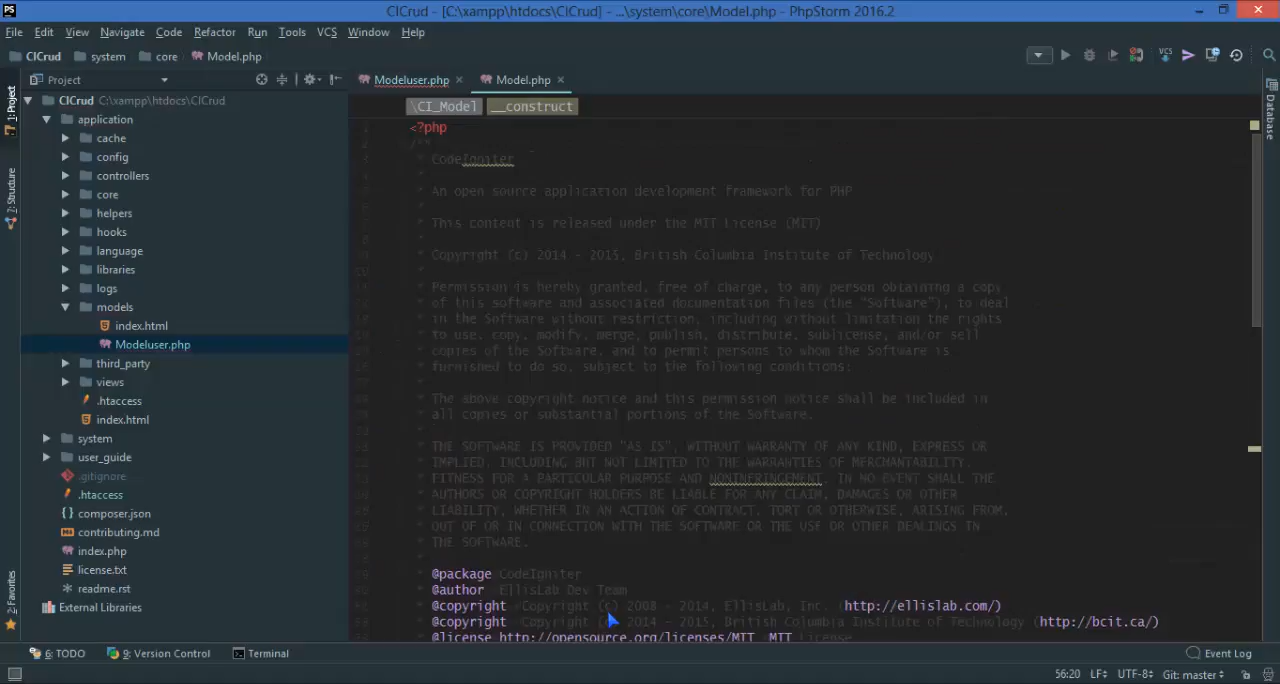 PS
CICrud - [C:\xampp\htdocs\CICrud] - ...\system\core\Model.php - PhpStorm 2016.2
File Edit View Navigate Code Refactor Run Tools VCS Window Help
CICrud system core Model.php
VCS
Project
Modeluser.php
Model.php
1: Project
7: Structure
2: Favorites
Database
CICrud C:\xampp\htdocs\CICrud
application
cache
config
controllers
core
helpers
hooks
language
libraries
logs
models
index.html
Modeluser.php
third_party
views
.htaccess
index.html
system
user_guide
.gitignore
.htaccess
composer.json
contributing.md
index.php
license.txt
readme.rst
External Libraries
\CI_Model __construct
<?php
/**
* CodeIgniter
*
* An open source application development framework for PHP
*
* This content is released under the MIT License (MIT)
*
* Copyright (c) 2014 - 2015, British Columbia Institute of Technology
*
* Permission is hereby granted, free of charge, to any person obtaining a copy
* of this software and associated documentation files (the "Software"), to deal
* in the Software without restriction, including without limitation the rights
* to use, copy, modify, merge, publish, distribute, sublicense, and/or sell
* copies of the Software, and to permit persons to whom the Software is
* furnished to do so, subject to the following conditions:
*
* The above copyright notice and this permission notice shall be included in
* all copies or substantial portions of the Software.
*
* THE SOFTWARE IS PROVIDED "AS IS", WITHOUT WARRANTY OF ANY KIND, EXPRESS OR
* IMPLIED, INCLUDING BUT NOT LIMITED TO THE WARRANTIES OF MERCHANTABILITY,
* FITNESS FOR A PARTICULAR PURPOSE AND NONINFRINGEMENT. IN NO EVENT SHALL THE
* AUTHORS OR COPYRIGHT HOLDERS BE LIABLE FOR ANY CLAIM, DAMAGES OR OTHER
* LIABILITY, WHETHER IN AN ACTION OF CONTRACT, TORT OR OTHERWISE, ARISING FROM,
* OUT OF OR IN CONNECTION WITH THE SOFTWARE OR THE USE OR OTHER DEALINGS IN
* THE SOFTWARE.
*
* @package CodeIgniter
* @author EllisLab Dev Team
* @copyright Copyright (c) 2008 - 2014, EllisLab, Inc. (http://ellislab.com/)
* @copyright Copyright (c) 2014 - 2015, British Columbia Institute of Technology (http://bcit.ca/)
* @license http://opensource.org/licenses/MIT MIT License
6: TODO 9: Version Control Terminal Event Log
56:20 LF UTF-8 Git: master